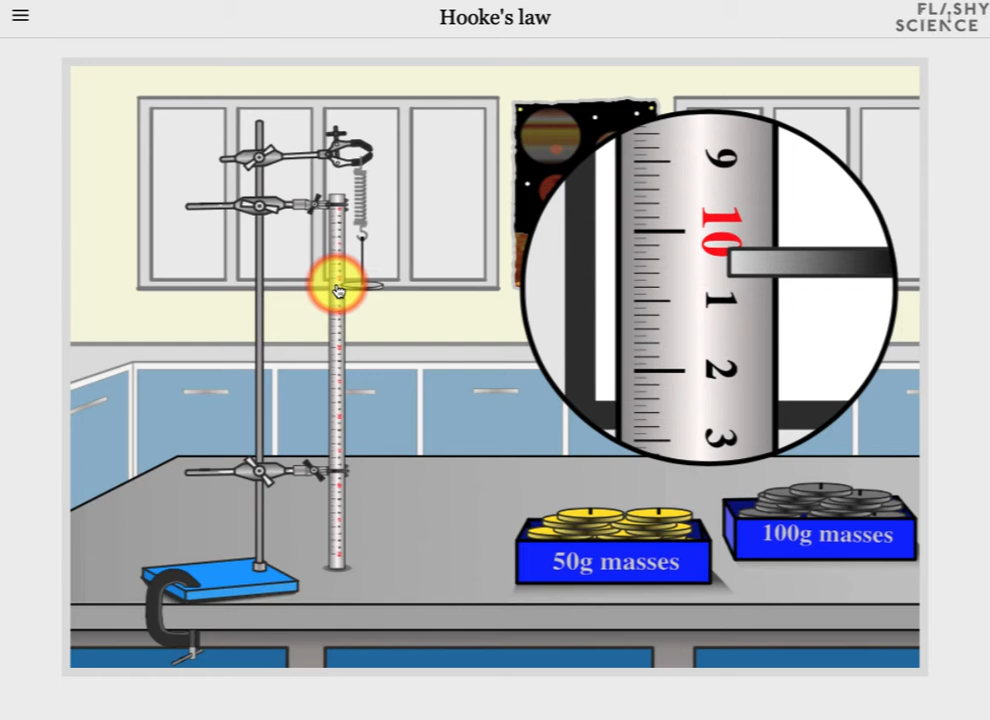 Hooke's law
FLASHY
SCIENCE
9
10
1
2
3
50g masses
100g masses